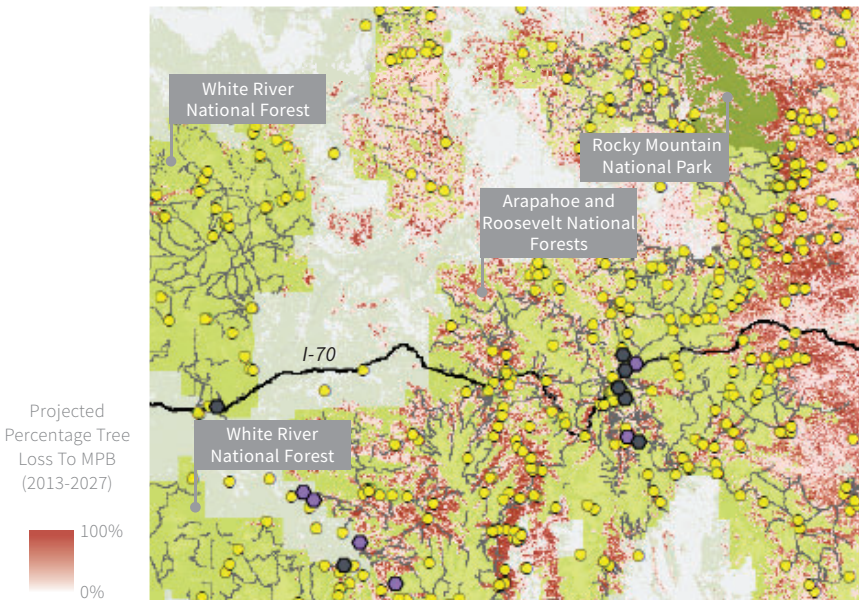 White River
National Forest
Rocky Mountain
National Park
Arapahoe and
Roosevelt National
Forests
I-70
White River
National Forest
Projected
Percentage Tree
Loss To MPB
(2013-2027)
100%
0%